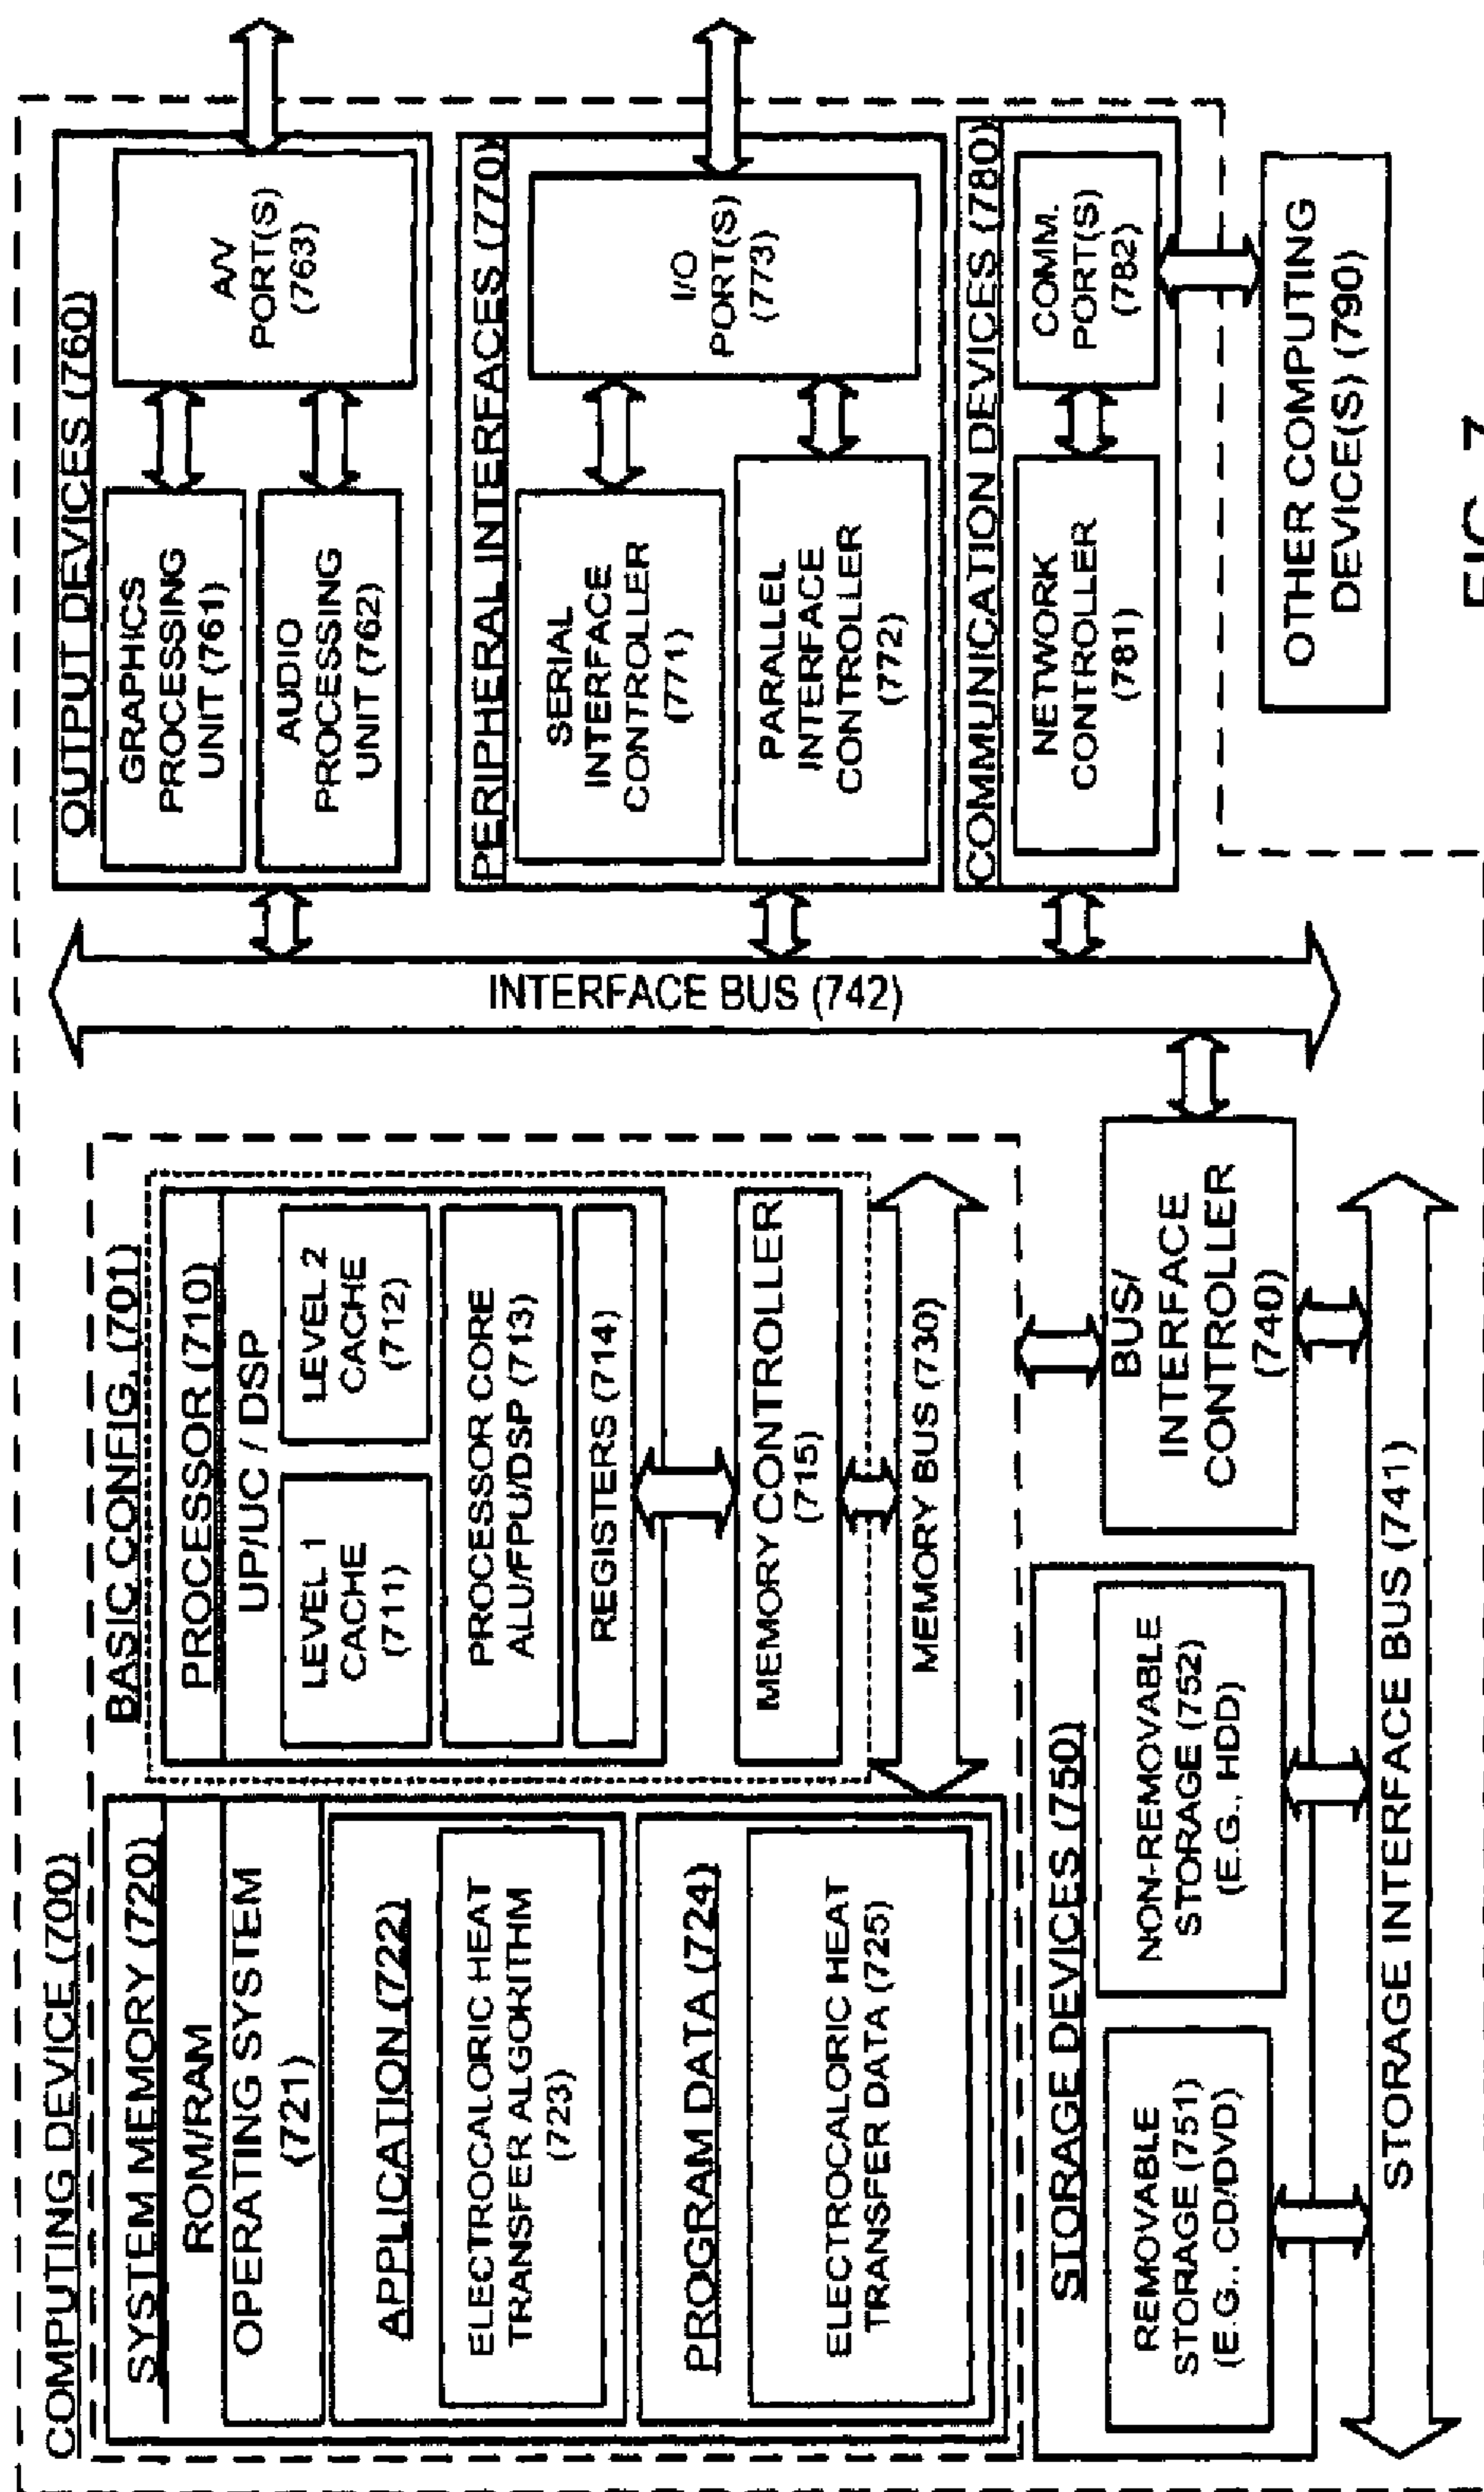 COMPUTING DEVICE (700)
SYSTEM MEMORY (720)
ROM/RAM
OPERATING SYSTEM
(721)
APPLICATION (722)
ELECTROCALORIC HEAT
TRANSFER ALGORITHM
(723)
PROGRAM DATA (724)
ELECTROCALORIC HEAT
TRANSFER DATA (725)
BASIC CONFIG. (701)
PROCESSOR (710)
UP/UC / DSP
LEVEL 1
CACHE
(711)
LEVEL 2
CACHE
(712)
PROCESSOR CORE
ALU/FPU/DSP (713)
REGISTERS (714)
MEMORY CONTROLLER
(715)
MEMORY BUS (730)
BUS/
INTERFACE
CONTROLLER
(740)
STORAGE DEVICES (750)
REMOVABLE
STORAGE (751)
(E.G., CD/DVD)
NON-REMOVABLE
STORAGE (752)
(E.G., HDD)
STORAGE INTERFACE BUS (741)
INTERFACE BUS (742)
OUTPUT DEVICES (760)
GRAPHICS
PROCESSING
UNIT (761)
AUDIO
PROCESSING
UNIT (762)
A/V
PORT(S)
(763)
PERIPHERAL INTERFACES (770)
SERIAL
INTERFACE
CONTROLLER
(771)
PARALLEL
INTERFACE
CONTROLLER
(772)
I/O
PORT(S)
(773)
COMMUNICATION DEVICES (780)
NETWORK
CONTROLLER
(781)
COMM.
PORT(S)
(782)
OTHER COMPUTING
DEVICE(S) (790)
FIG. 7